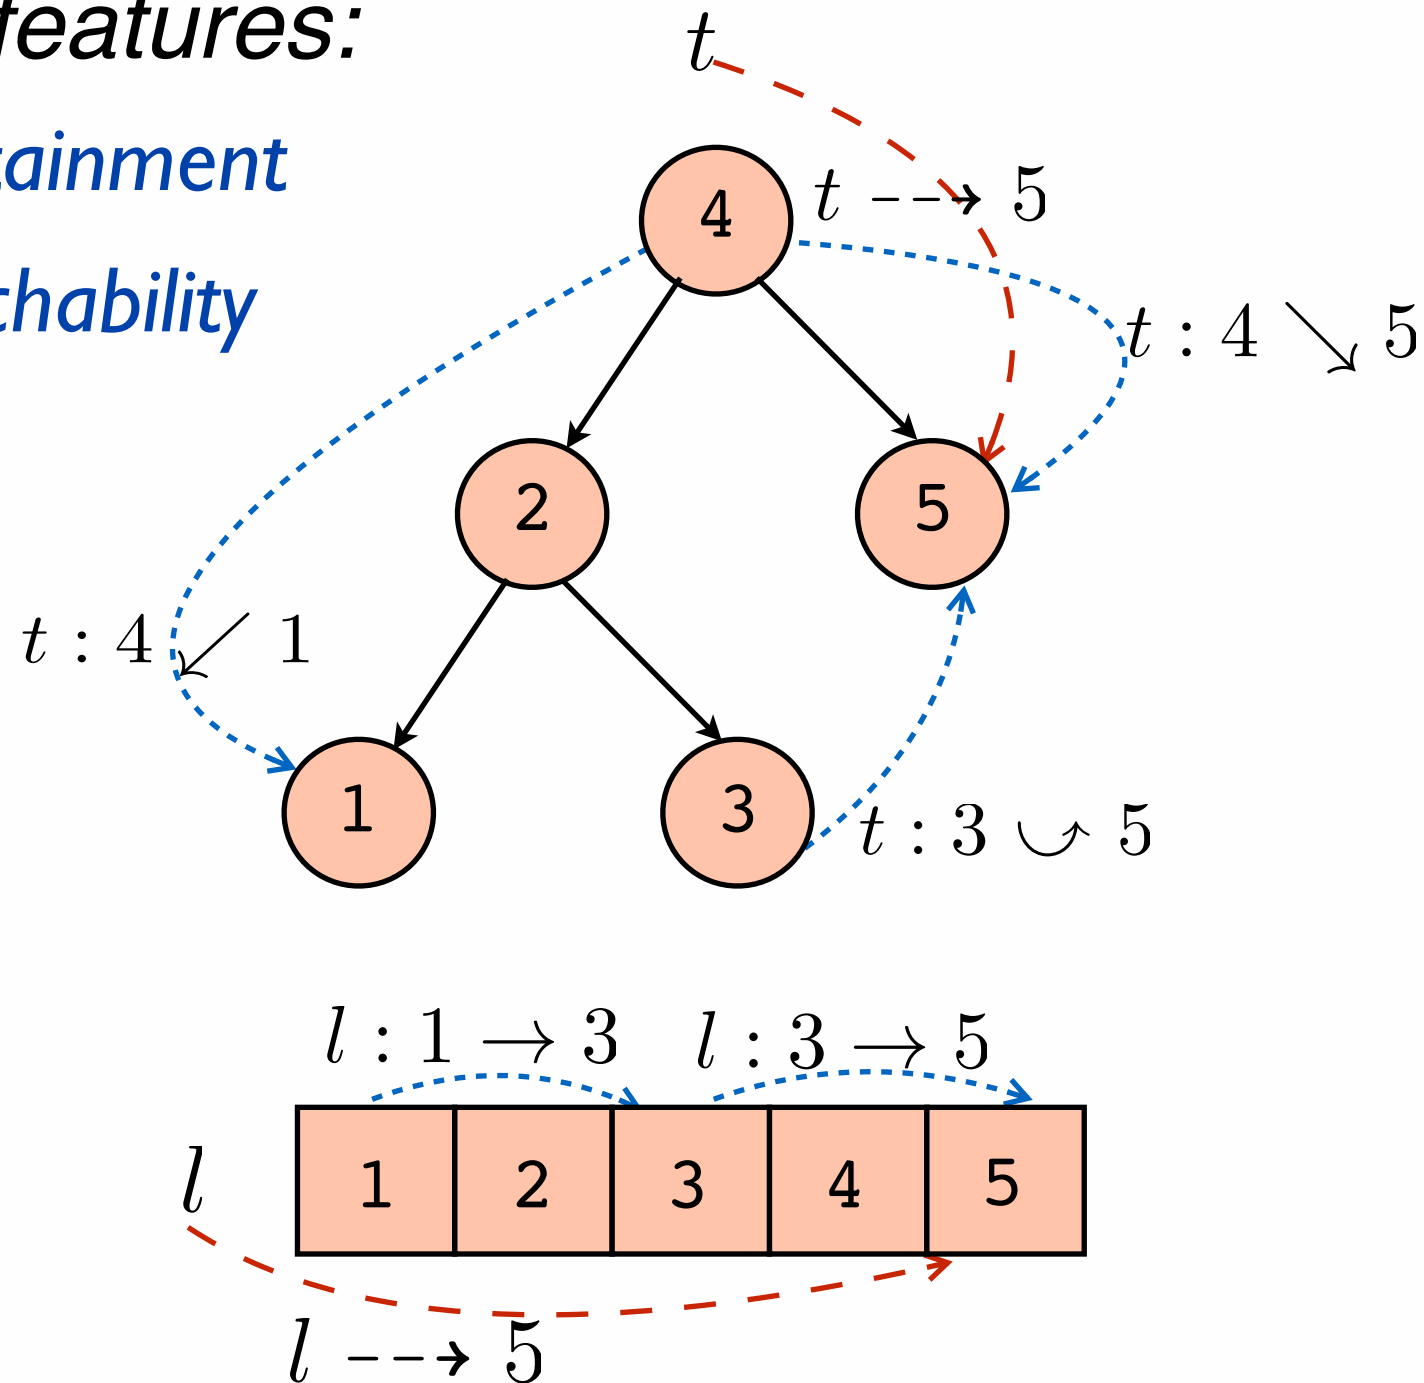 features:
t
tainment
4
t ⇢ 5
chability
t : 4 ↘ 5
2
5
t : 4 ↙ 1
1
3
t : 3 ⤻ 5
l : 1 → 3
l : 3 → 5
l
1 2 3 4 5
l ⇢ 5